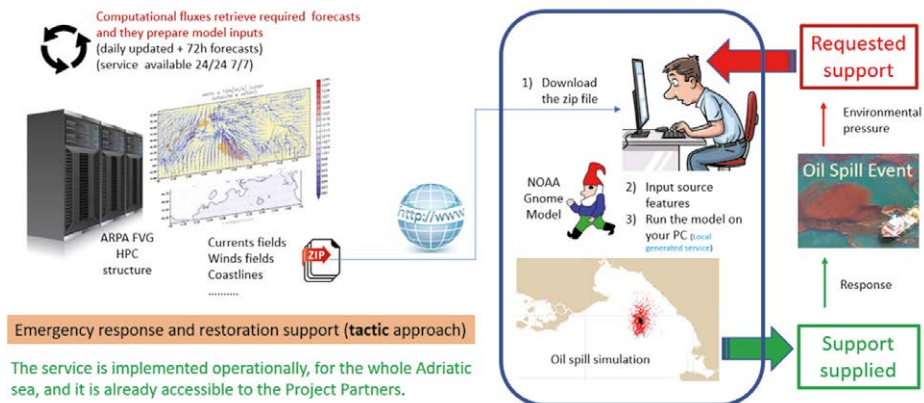 Computational fluxes retrieve required forecasts
and they prepare model inputs
(daily updated + 72h forecasts)
(service available 24/24 7/7)
ARPA FVG
HPC
structure
Currents fields
Winds fields
Coastlines
..........
ZIP
http://www
1) Download
the zip file
NOAA
Gnome
Model
2) Input source
features
3) Run the model on
your PC (Local
generated service)
Oil spill simulation
Requested
support
Environmental
pressure
Oil Spill Event
Response
Support
supplied
Emergency response and restoration support (tactic approach)
The service is implemented operationally, for the whole Adriatic
sea, and it is already accessible to the Project Partners.